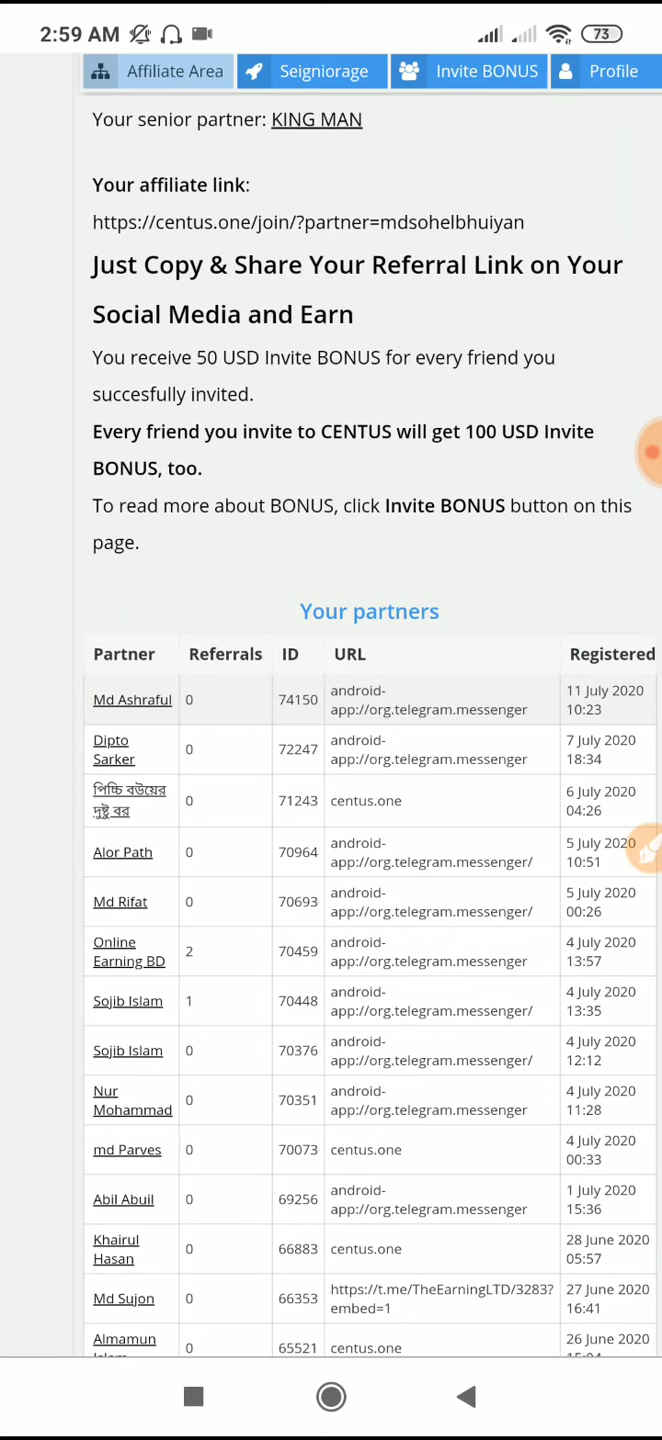 2:59 AM 73
Affiliate Area Seigniorage Invite BONUS Profile
Your senior partner: KING MAN
Your affiliate link:
https://centus.one/join/?partner=mdsohelbhuiyan
Just Copy & Share Your Referral Link on Your
Social Media and Earn
You receive 50 USD Invite BONUS for every friend you
succesfully invited.
Every friend you invite to CENTUS will get 100 USD Invite
BONUS, too.
To read more about BONUS, click Invite BONUS button on this
page.
Your partners
Partner Referrals ID URL Registered
Md Ashraful 0 74150 android-
app://org.telegram.messenger 11 July 2020
10:23
Dipto
Sarker 0 72247 android-
app://org.telegram.messenger 7 July 2020
18:34
পিচ্চি বউয়ের
দুষ্টু বর 0 71243 centus.one 6 July 2020
04:26
Alor Path 0 70964 android-
app://org.telegram.messenger/ 5 July 2020
10:51
Md Rifat 0 70693 android-
app://org.telegram.messenger/ 5 July 2020
00:26
Online
Earning BD 2 70459 android-
app://org.telegram.messenger 4 July 2020
13:57
Sojib Islam 1 70448 android-
app://org.telegram.messenger/ 4 July 2020
13:35
Sojib Islam 0 70376 android-
app://org.telegram.messenger/ 4 July 2020
12:12
Nur
Mohammad 0 70351 android-
app://org.telegram.messenger 4 July 2020
11:28
md Parves 0 70073 centus.one 4 July 2020
00:33
Abil Abuil 0 69256 android-
app://org.telegram.messenger 1 July 2020
15:36
Khairul
Hasan 0 66883 centus.one 28 June 2020
05:57
Md Sujon 0 66353 https://t.me/TheEarningLTD/3283?
embed=1 27 June 2020
16:41
Almamun
0 65521 centus.one 26 June 2020